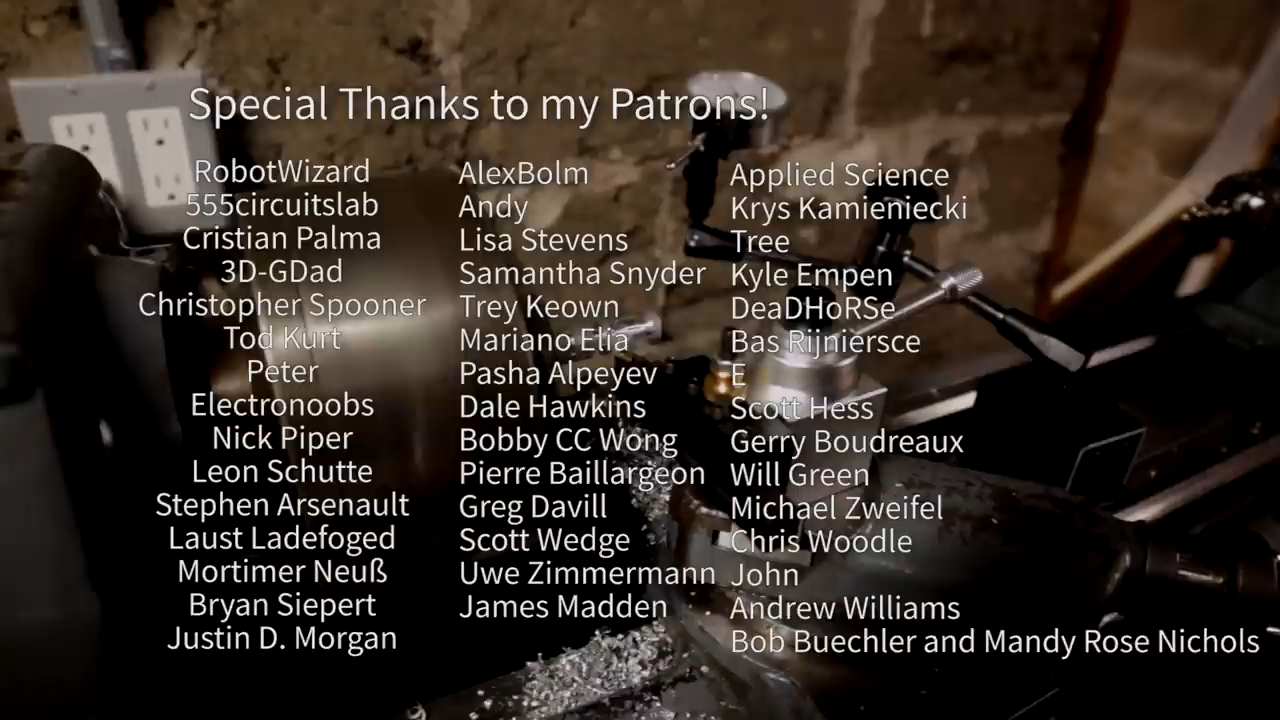 Special Thanks to my Patrons!
RobotWizard
555circuitslab
Cristian Palma
3D-GDad
Christopher Spooner
Tod Kurt
Peter
Electronoobs
Nick Piper
Leon Schutte
Stephen Arsenault
Laust Ladefoged
Mortimer Neuß
Bryan Siepert
Justin D. Morgan
AlexBolm
Andy
Lisa Stevens
Samantha Snyder
Trey Keown
Mariano Elia
Pasha Alpeyev
Dale Hawkins
Bobby CC Wong
Pierre Baillargeon
Greg Davill
Scott Wedge
Uwe Zimmermann
James Madden
Applied Science
Krys Kamieniecki
Tree
Kyle Empen
DeaDHoRSe
Bas Rijniersce
E
Scott Hess
Gerry Boudreaux
Will Green
Michael Zweifel
Chris Woodle
John
Andrew Williams
Bob Buechler and Mandy Rose Nichols